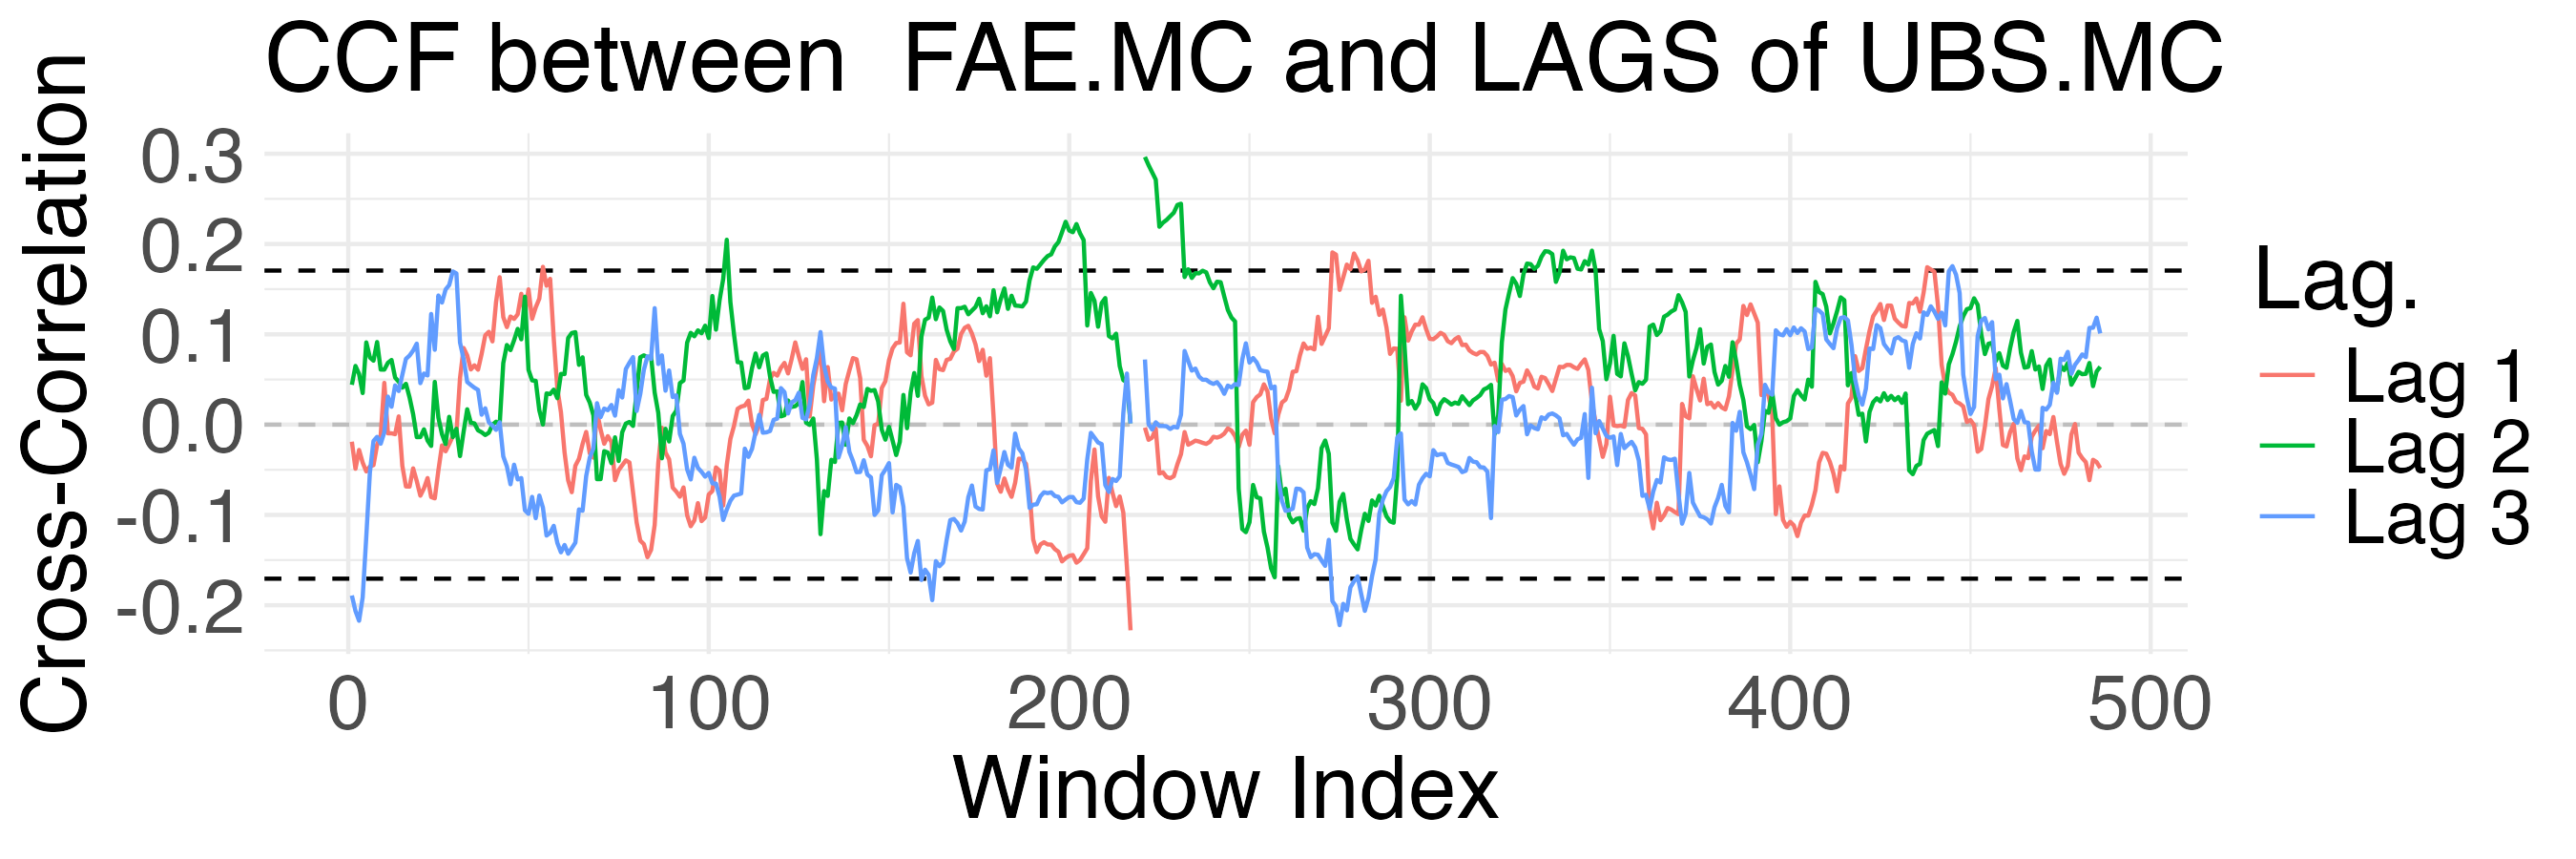 CCF between  FAE.MC and LAGS of UBS.MC
Cross-Correlation
0.3
0.2
0.1
0.0
-0.1
-0.2
0 100 200 300 400 500
Window Index
Lag.
Lag 1
Lag 2
Lag 3